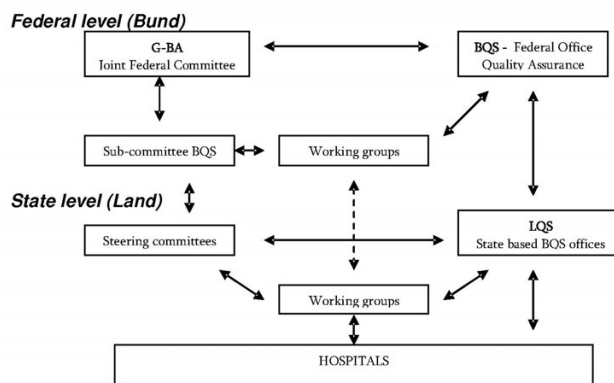 Federal level (Bund)
G-BA
Joint Federal Committee
BQS - Federal Office
Quality Assurance
Sub-committee BQS
Working groups
State level (Land)
Steering committees
LQS
State based BQS offices
Working groups
HOSPITALS